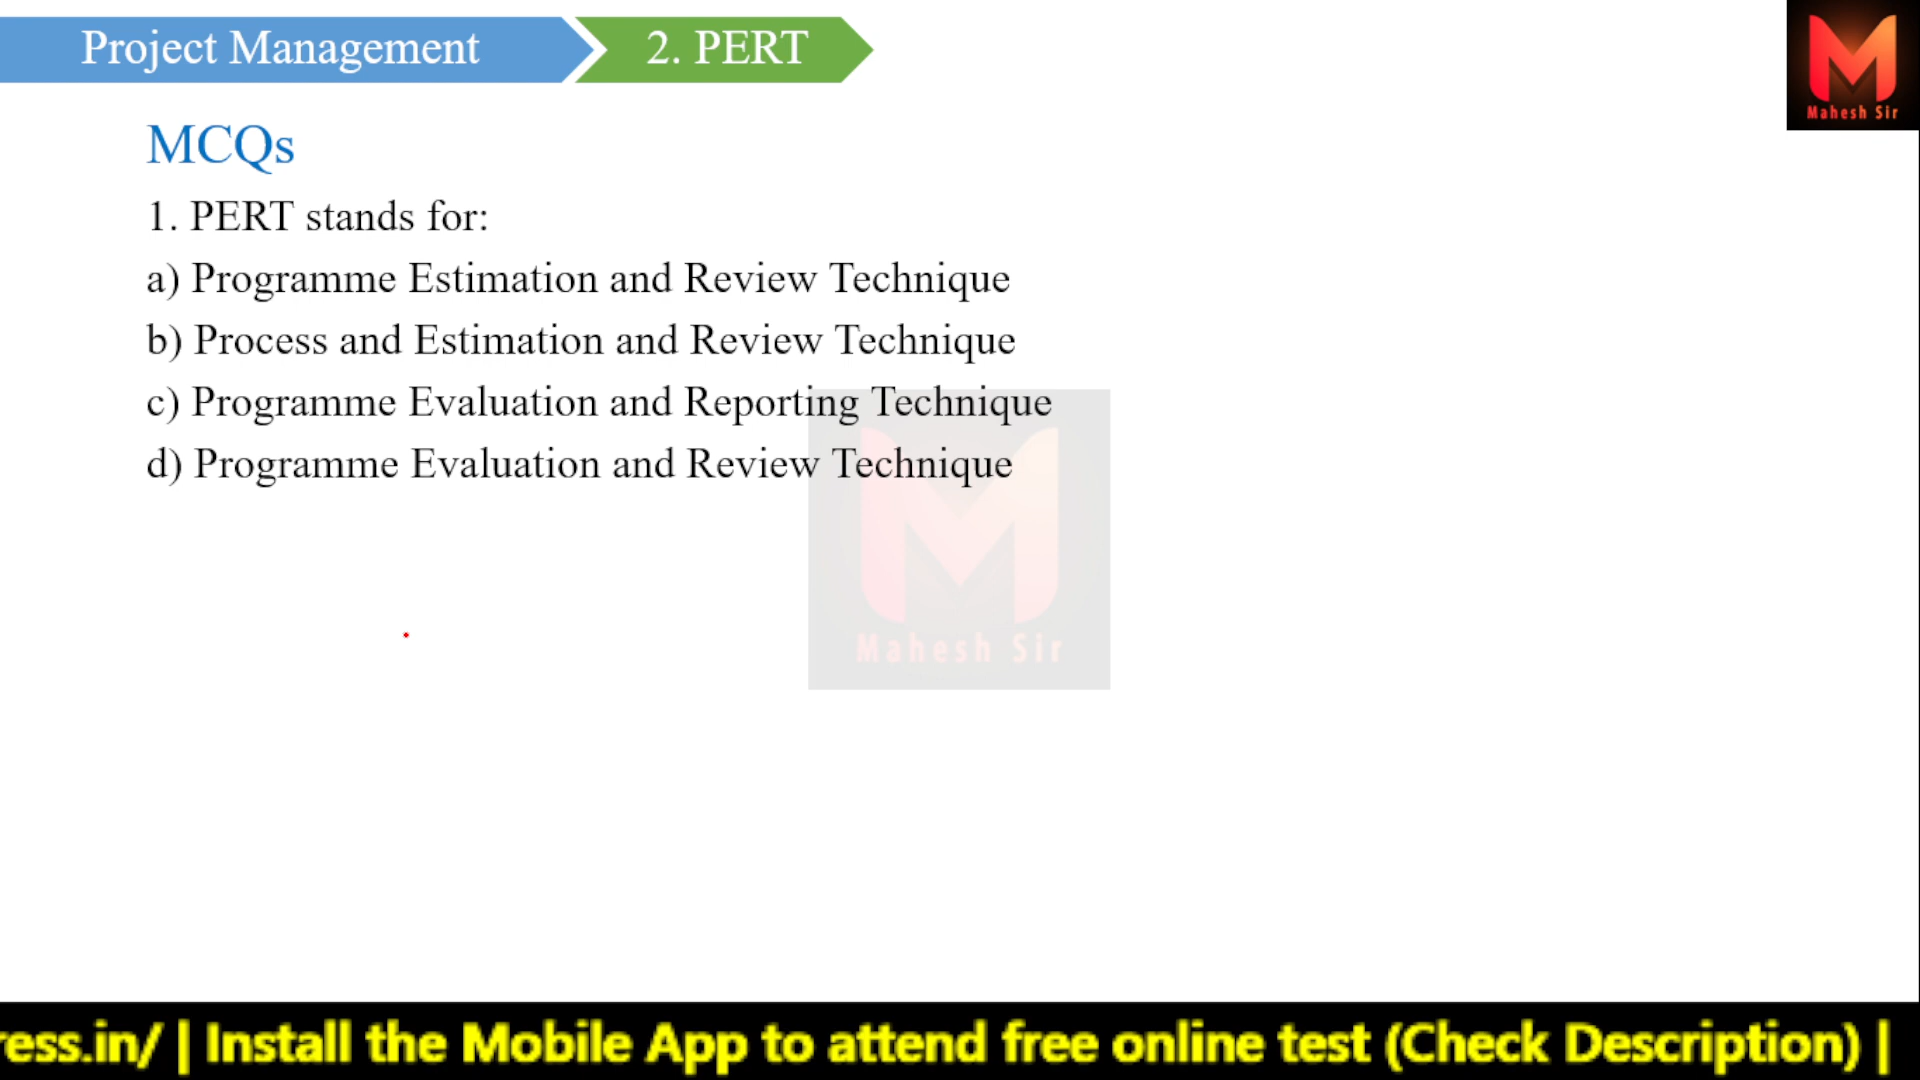 Project Management
2. PERT
Mahesh Sir
MCQs
1. PERT stands for:
a) Programme Estimation and Review Technique
b) Process and Estimation and Review Technique
c) Programme Evaluation and Reporting Technique
d) Programme Evaluation and Review Technique
Mahesh Sir
ress.in/ | Install the Mobile App to attend free online test (Check Description) |